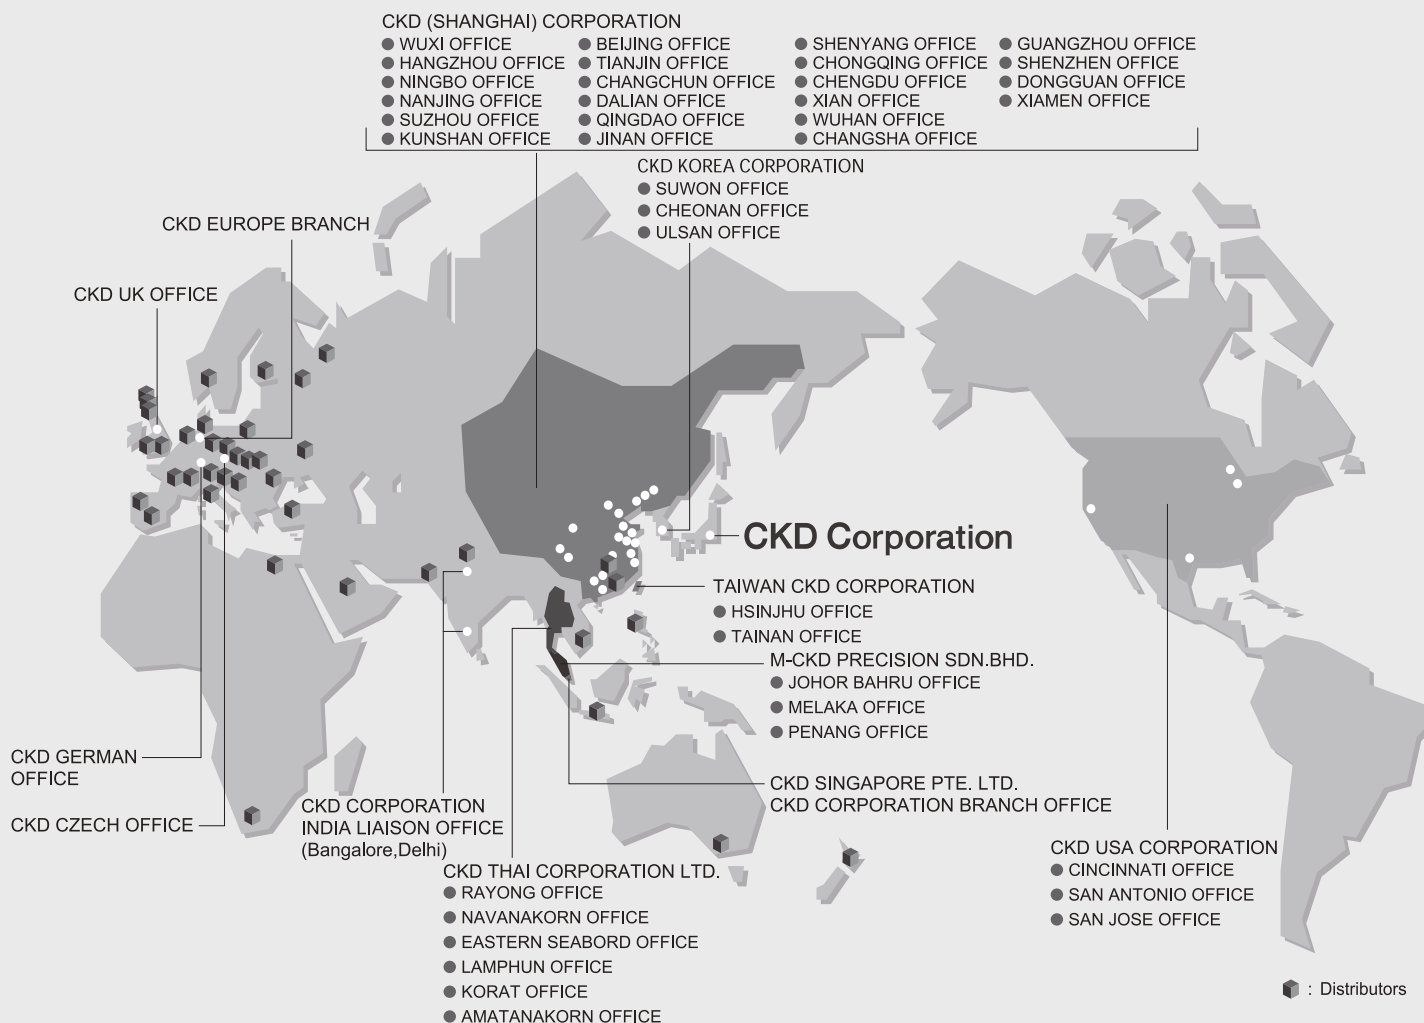 CKD (SHANGHAI) CORPORATION
WUXI OFFICE
HANGZHOU OFFICE
NINGBO OFFICE
NANJING OFFICE
SUZHOU OFFICE
KUNSHAN OFFICE
BEIJING OFFICE
TIANJIN OFFICE
CHANGCHUN OFFICE
DALIAN OFFICE
QINGDAO OFFICE
JINAN OFFICE
SHENYANG OFFICE
CHONGQING OFFICE
CHENGDU OFFICE
XIAN OFFICE
WUHAN OFFICE
CHANGSHA OFFICE
GUANGZHOU OFFICE
SHENZHEN OFFICE
DONGGUAN OFFICE
XIAMEN OFFICE
CKD KOREA CORPORATION
SUWON OFFICE
CHEONAN OFFICE
ULSAN OFFICE
CKD EUROPE BRANCH
CKD UK OFFICE
CKD Corporation
TAIWAN CKD CORPORATION
HSINJHU OFFICE
TAINAN OFFICE
M-CKD PRECISION SDN.BHD.
JOHOR BAHRU OFFICE
MELAKA OFFICE
PENANG OFFICE
CKD GERMAN
OFFICE
CKD CZECH OFFICE
CKD CORPORATION
INDIA LIAISON OFFICE
(Bangalore,Delhi)
CKD SINGAPORE PTE. LTD.
CKD CORPORATION BRANCH OFFICE
CKD THAI CORPORATION LTD.
RAYONG OFFICE
NAVANAKORN OFFICE
EASTERN SEABORD OFFICE
LAMPHUN OFFICE
KORAT OFFICE
AMATANAKORN OFFICE
CKD USA CORPORATION
CINCINNATI OFFICE
SAN ANTONIO OFFICE
SAN JOSE OFFICE
: Distributors